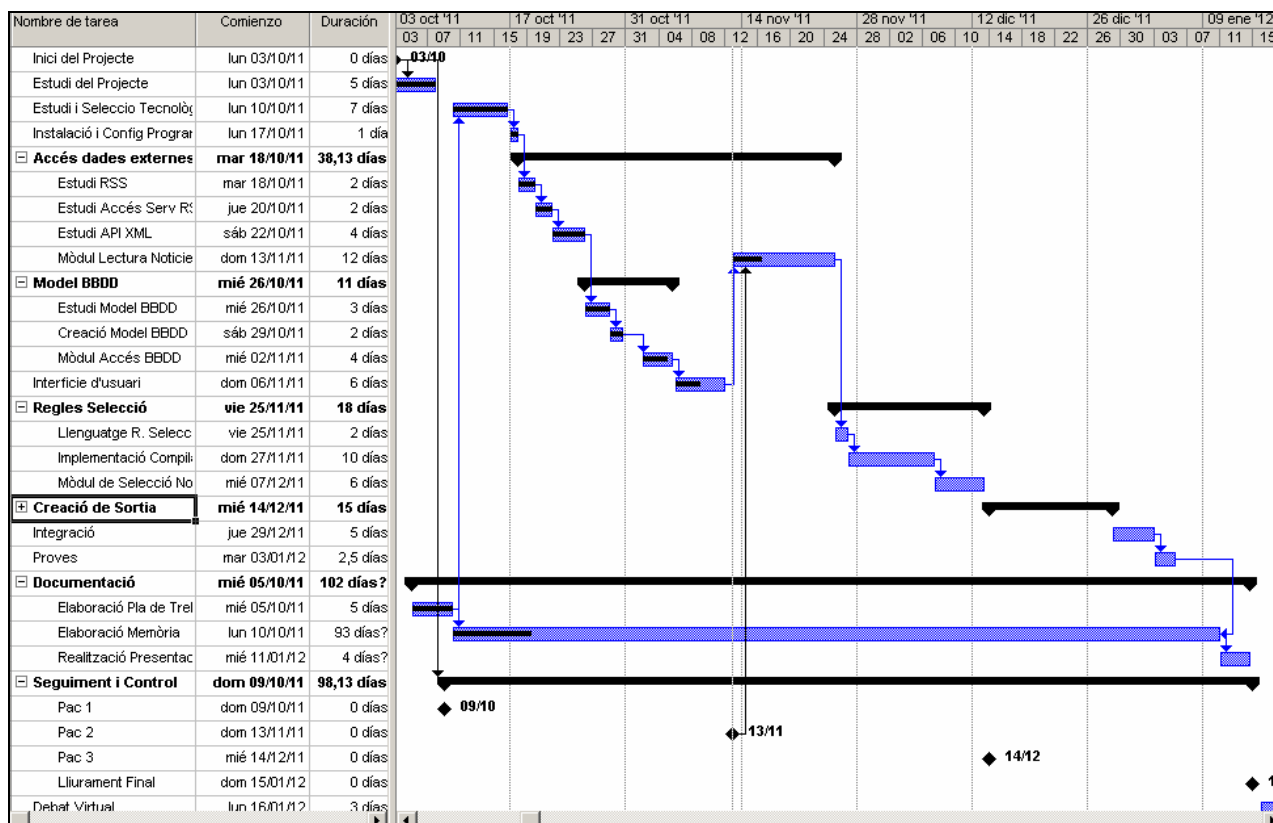 Nombre de tarea Comienzo Duración 03 oct '11 17 oct '11 31 oct '11 14 nov '11 28 nov '11 12 dic '11 26 dic '11 09 ene '12
03 07 11 15 19 23 27 31 04 08 12 16 20 24 28 02 06 10 14 18 22 26 30 03 07 11 15
Inici del Projecte lun 03/10/11 0 días 03/10
Estudi del Projecte lun 03/10/11 5 días
Estudi i Seleccio Tecnològ lun 10/10/11 7 días
Instalació i Config Prograr lun 17/10/11 1 día
Accés dades externes mar 18/10/11 38,13 días
Estudi RSS mar 18/10/11 2 días
Estudi Accés Serv RS jue 20/10/11 2 días
Estudi API XML sáb 22/10/11 4 días
Mòdul Lectura Noticie dom 13/11/11 12 días
Model BBDD mié 26/10/11 11 días
Estudi Model BBDD mié 26/10/11 3 días
Creació Model BBDD sáb 29/10/11 2 días
Mòdul Accés BBDD mié 02/11/11 4 días
Interficie d'usuari dom 06/11/11 6 días
Regles Selecció vie 25/11/11 18 días
Llenguatge R. Selecc vie 25/11/11 2 días
Implementació Compila dom 27/11/11 10 días
Mòdul de Selecció No mié 07/12/11 6 días
Creació de Sortia mié 14/12/11 15 días
Integració jue 29/12/11 5 días
Proves mar 03/01/12 2,5 días
Documentació mié 05/10/11 102 días?
Elaboració Pla de Trel mié 05/10/11 5 días
Elaboració Memòria lun 10/10/11 93 días?
Realització Presentac mié 11/01/12 4 días?
Seguiment i Control dom 09/10/11 98,13 días
Pac 1 dom 09/10/11 0 días 09/10
Pac 2 dom 13/11/11 0 días 13/11
Pac 3 mié 14/12/11 0 días 14/12
Lliurament Final dom 15/01/12 0 días 1
Debat Virtual lun 16/01/12 3 días